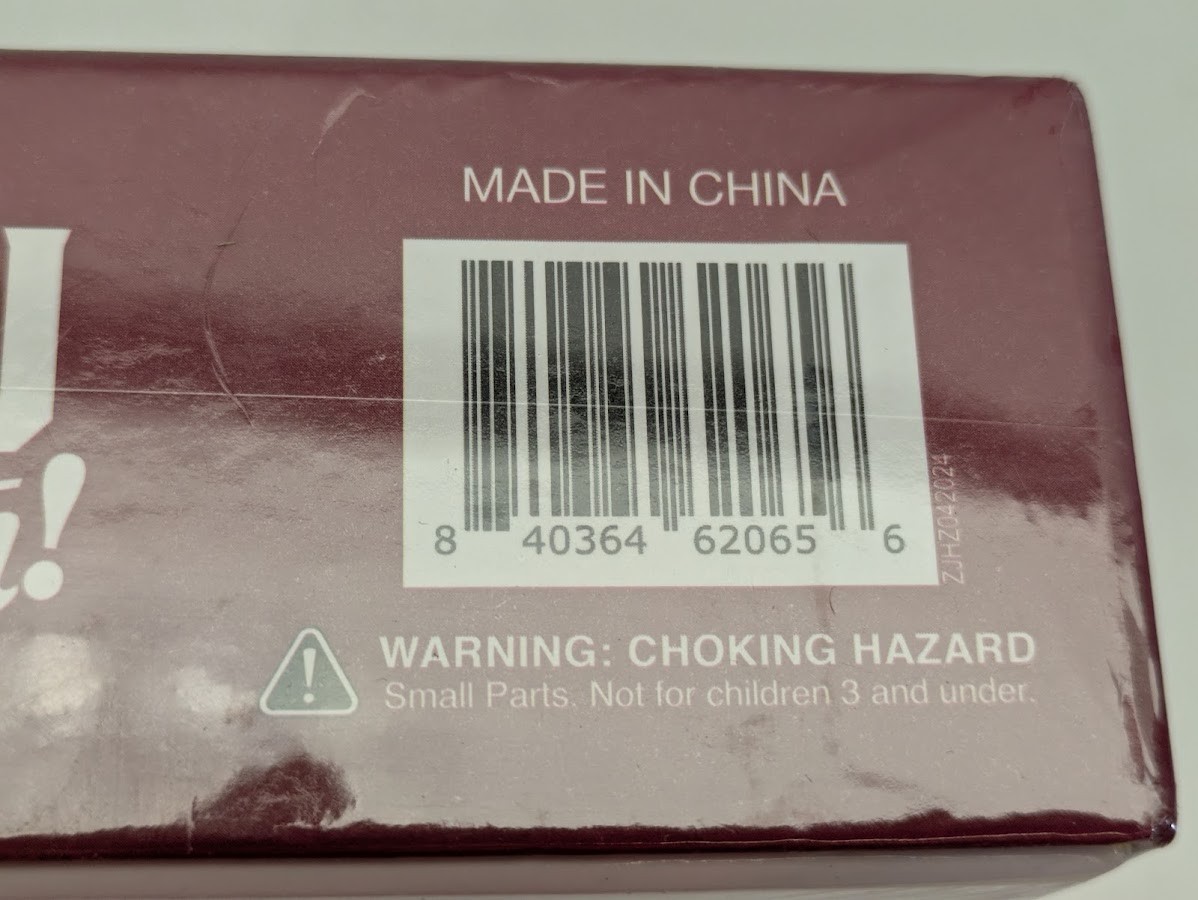 MADE IN CHINA
8 40364 62065 6
ZJHZ042024
WARNING: CHOKING HAZARD
Small Parts. Not for children 3 and under.